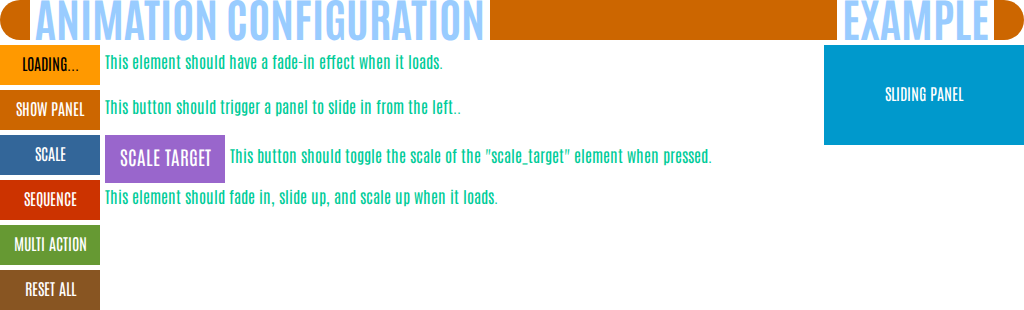 ANIMATION CONFIGURATION EXAMPLE
LOADING... This element should have a fade-in effect when it loads.
SLIDING PANEL
SHOW PANEL This button should trigger a panel to slide in from the left..
SCALE SCALE TARGET This button should toggle the scale of the "scale_target" element when pressed.
SEQUENCE This element should fade in, slide up, and scale up when it loads.
MULTI ACTION
RESET ALL